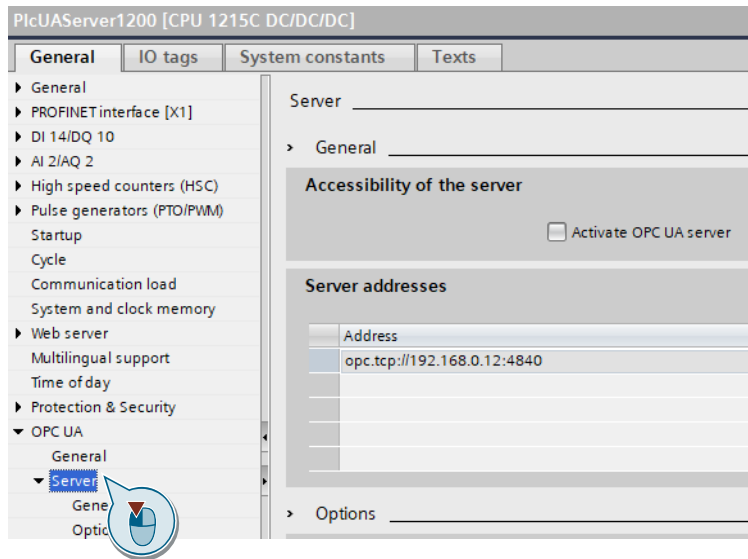 PlcUAServer1200 [CPU 1215C DC/DC/DC]
General
IO tags
System constants
Texts
General
PROFINET interface [X1]
DI 14/DQ 10
AI 2/AQ 2
High speed counters (HSC)
Pulse generators (PTO/PWM)
Startup
Cycle
Communication load
System and clock memory
Web server
Multilingual support
Time of day
Protection & Security
OPC UA
General
Server
Gene
Optic
Server
General
Accessibility of the server
Activate OPC UA server
Server addresses
Address
opc.tcp://192.168.0.12:4840
Options